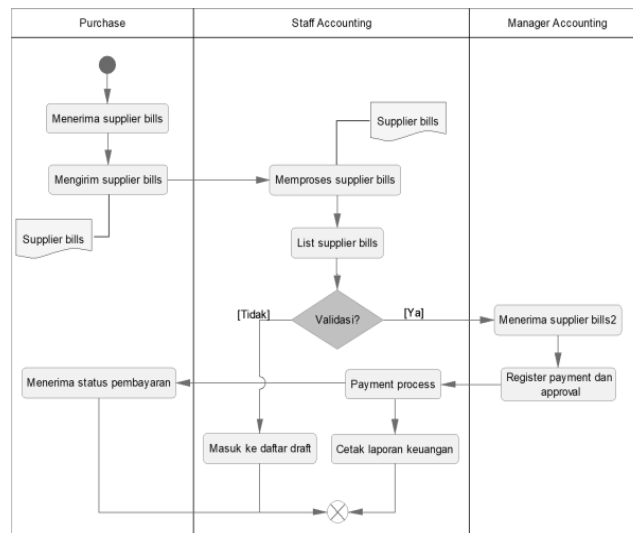 Purchase
Staff Accounting
Manager Accounting
Menerima supplier bills
Supplier bills
Mengirim supplier bills
Memproses supplier bills
Supplier bills
List supplier bills
[Tidak]
Validasi?
[Ya]
Menerima supplier bills2
Menerima status pembayaran
Payment process
Register payment dan
approval
Masuk ke daftar draft
Cetak laporan keuangan